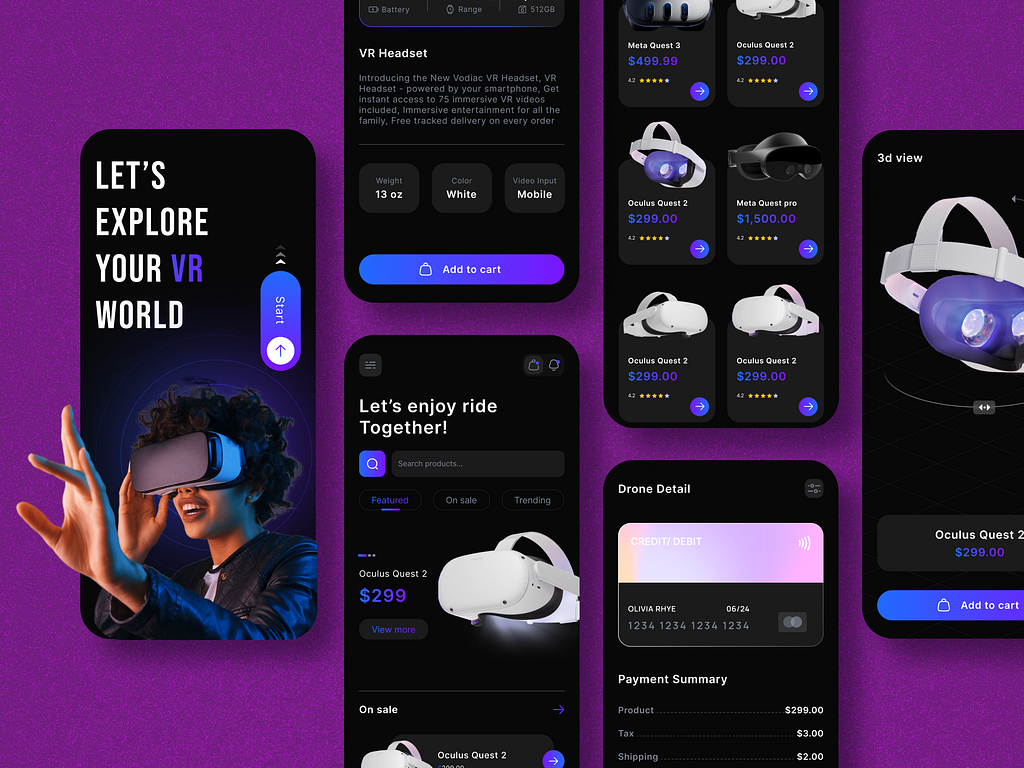 LET'S
EXPLORE
YOUR VR
WORLD
Start
Battery
Range
512GB
VR Headset
Introducing the New Vodiac VR Headset, VR
Headset - powered by your smartphone, Get
instant access to 75 immersive VR videos
included, Immersive entertainment for all the
family, Free tracked delivery on every order
Weight
13 oz
Color
White
Video Input
Mobile
Add to cart
Let's enjoy ride
Together!
Search products...
Featured
On sale
Trending
Oculus Quest 2
$299
View more
On sale
Oculus Quest 2
Meta Quest 3
$499.99
4.2
Oculus Quest 2
$299.00
4.2
Oculus Quest 2
$299.00
4.2
Meta Quest pro
$1,500.00
4.2
Oculus Quest 2
$299.00
4.2
Oculus Quest 2
$299.00
4.2
Drone Detail
CREDIT/ DEBIT
OLIVIA RHYE 06/24
1234 1234 1234 1234
Payment Summary
Product $299.00
Tax $3.00
Shipping $2.00
3d view
Oculus Quest 2
$299.00
Add to cart